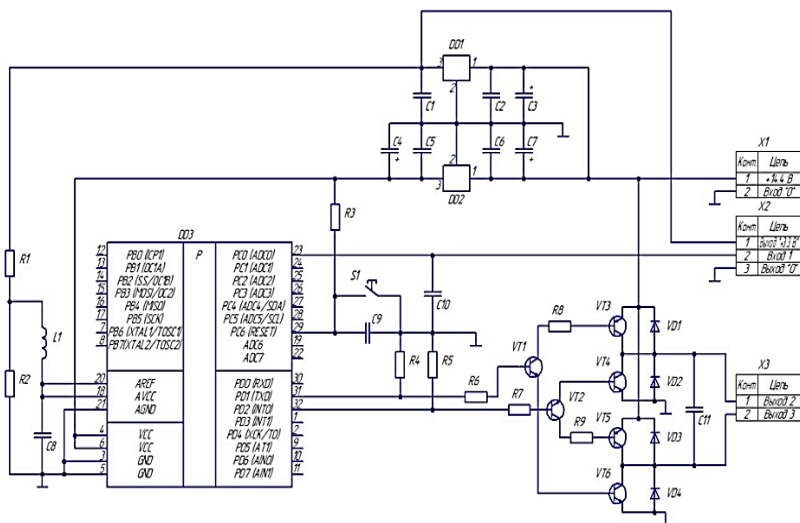 DD1
3
1
2
C1
C2
+
C3
C4
+
C5
C6
C7
+
2
3
1
DD2
X1
Конт Цепь
1 +14.4 В
2 Вход "0"
X2
Конт Цепь
1 Выход "+3,3 В"
2 Вход 1
3 Выход "0"
R3
DD3
P
12 PB0 (CP1)
13 PB1 (OC1A)
14 PB2 (SS/OC1B)
15 PB3 (MOSI/OC2)
16 PB4 (MISO)
17 PB5 (SCK)
7 PB6 (XTAL1/TOSC1)
8 PB7(XTAL2/TOSC2)
20 AREF
18 AVCC
21 AGND
4 VCC
6 VCC
3 GND
5 GND
PC0 (ADC0) 23
PC1 (ADC1) 24
PC2 (ADC2) 25
PC3 (ADC3) 26
PC4 (ADC4/SDA) 27
PC5 (ADC5/SCL) 28
PC6 (RESET) 29
ADC6 19
ADC7 22
PD0 (RXD) 30
PD1 (TXD) 31
PD2 (INT0) 32
PD3 (INT1) 1
PD4 (XCK/T0) 2
PD5 (AT1) 9
PD6 (AIN0) 10
PD7 (AIN1) 11
R1
L1
R2
C8
S1
C9
C10
R4
R5
R6
R7
VT1
VT2
R8
R9
VT3
VT4
VT5
VT6
VD1
VD2
VD3
VD4
C11
X3
Конт Цепь
1 Выход 2
2 Выход 3